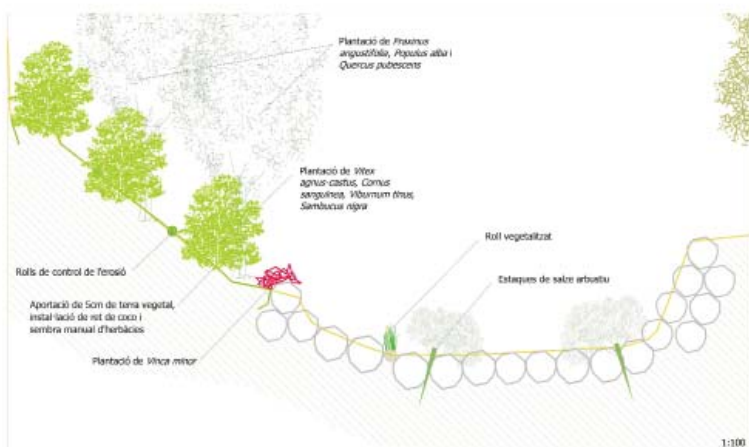 Plantació de Fraxinus
angustifolia, Populus alba i
Quercus pubescens
Plantació de Vitex
agnus-castus, Cornus
sanguinea, Viburnum tinus,
Sambucus nigra
Roll vegetalitzat
Rolls de control de l'erosió
Estaques de salze arbustiu
Aportació de 5cm de terra vegetal,
instal·lació de ret de coco i
sembra manual d'herbàcies
Plantació de Vinca minor
1:100